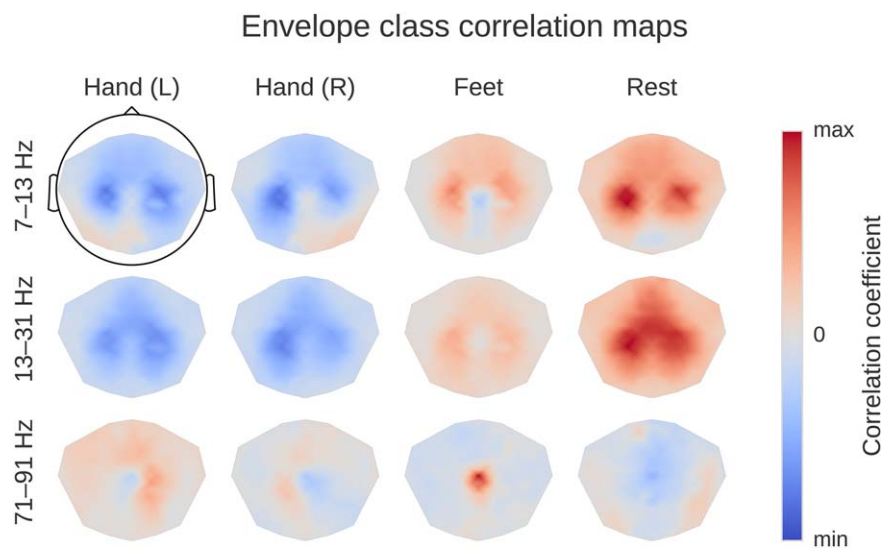 Envelope class correlation maps
Hand (L) Hand (R) Feet Rest
7–13 Hz
13–31 Hz
71–91 Hz
max
0
min
Correlation coefficient